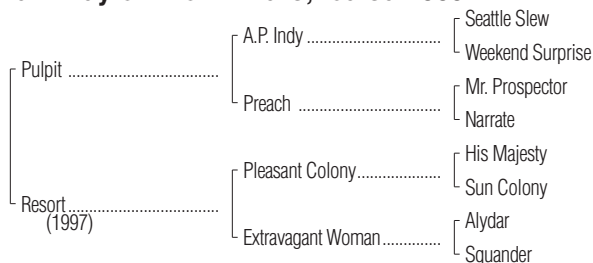 Seattle Slew
A.P. Indy
Weekend Surprise
Pulpit
Mr. Prospector
Preach
Narrate
His Majesty
Pleasant Colony
Sun Colony
Resort
(1997)
Alydar
Extravagant Woman
Squander